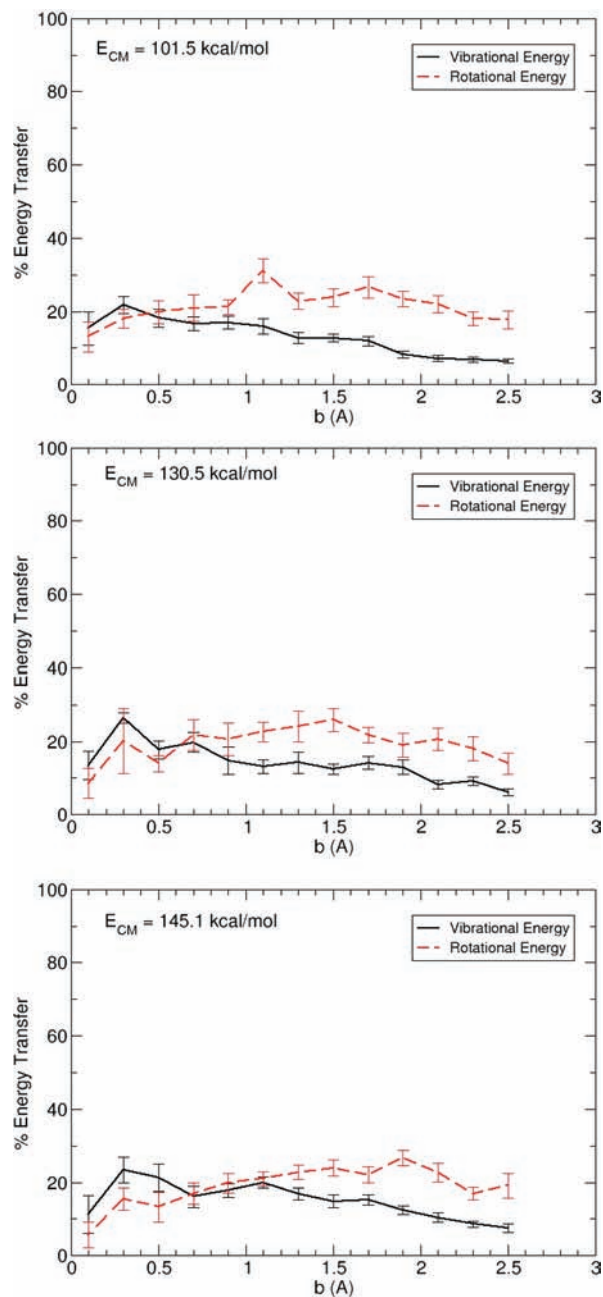 E_CM = 101.5 kcal/mol
Vibrational Energy
Rotational Energy
% Energy Transfer
100
80
60
40
20
0
0 0.5 1 1.5 2 2.5 3
b (A)
E_CM = 130.5 kcal/mol
Vibrational Energy
Rotational Energy
% Energy Transfer
100
80
60
40
20
0
0 0.5 1 1.5 2 2.5 3
b (A)
E_CM = 145.1 kcal/mol
Vibrational Energy
Rotational Energy
% Energy Transfer
100
80
60
40
20
0
0 0.5 1 1.5 2 2.5 3
b (A)